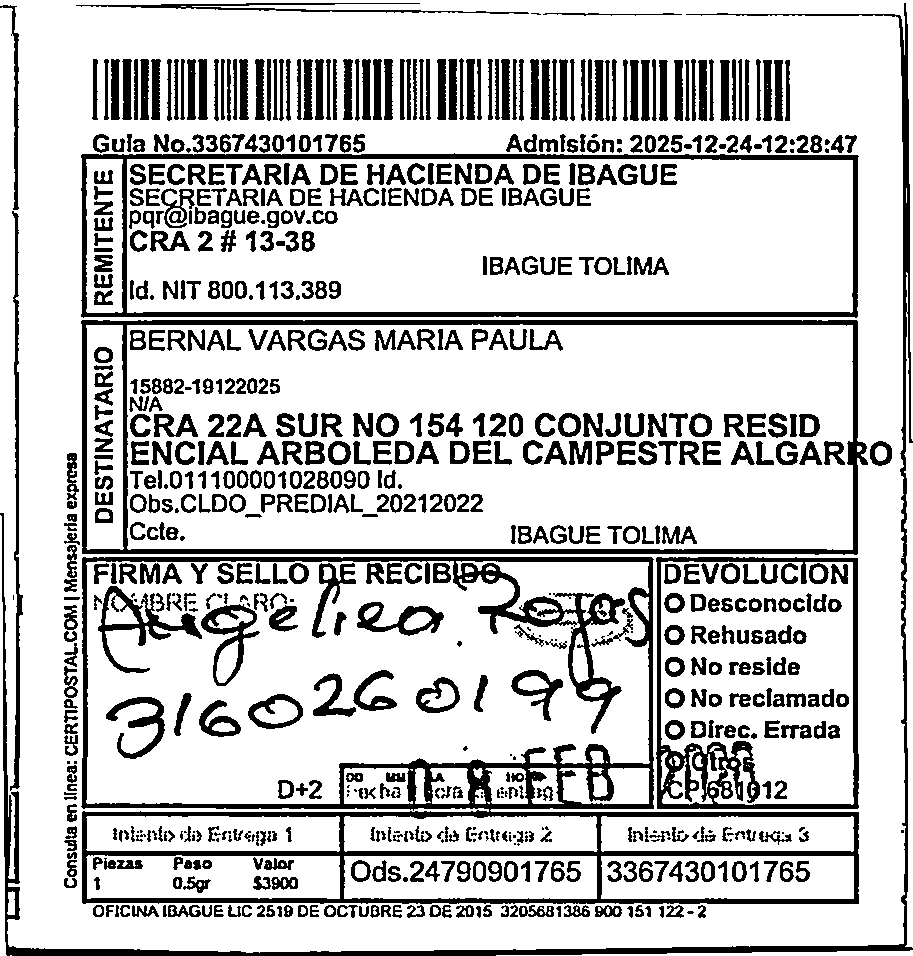 Guia No.3367430101765 Admisión: 2025-12-24-12:28:47
REMITENTE
SECRETARIA DE HACIENDA DE IBAGUE
SECRETARIA DE HACIENDA DE IBAGUE
pqr@ibague.gov.co
CRA 2 # 13-38
IBAGUE TOLIMA
Id. NIT 800.113.389
DESTINATARIO
BERNAL VARGAS MARIA PAULA
15882-19122025
N/A
CRA 22A SUR NO 154 120 CONJUNTO RESID
ENCIAL ARBOLEDA DEL CAMPESTRE ALGARRO
Tel.011100001028090 Id.
Obs.CLDO_PREDIAL_20212022
Ccte. IBAGUE TOLIMA
Consulta en línea: CERTIPOSTAL.COM | Mensajeria expresa
FIRMA Y SELLO DE RECIBIDO
NOMBRE CLARO:
Angelica Rojas
3160260199
08 FEB
D+2
DEVOLUCION
Desconocido
Rehusado
No reside
No reclamado
Direc. Errada
Otros
CP.681012
Intento de Entrega 1 Intento de Entrega 2 Intento de Entrega 3
Piezas Peso Valor
1 0.5gr $3900
Ods.24790901765 3367430101765
OFICINA IBAGUE LIC 2519 DE OCTUBRE 23 DE 2015 3205681386 900 151 122 - 2